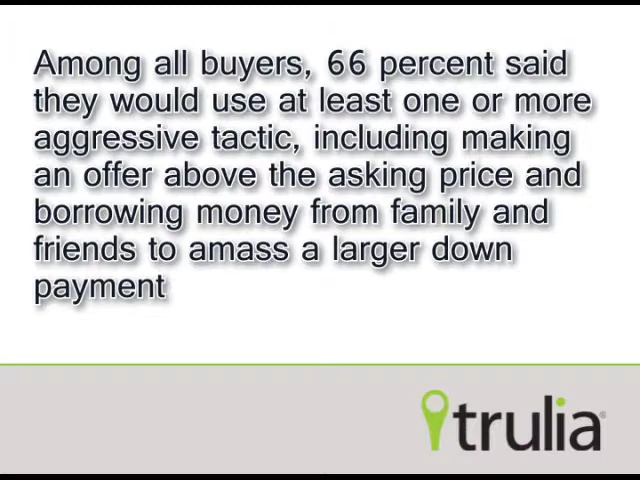 Among all buyers, 66 percent said
they would use at least one or more
aggressive tactic, including making
an offer above the asking price and
borrowing money from family and
friends to amass a larger down
payment
trulia®